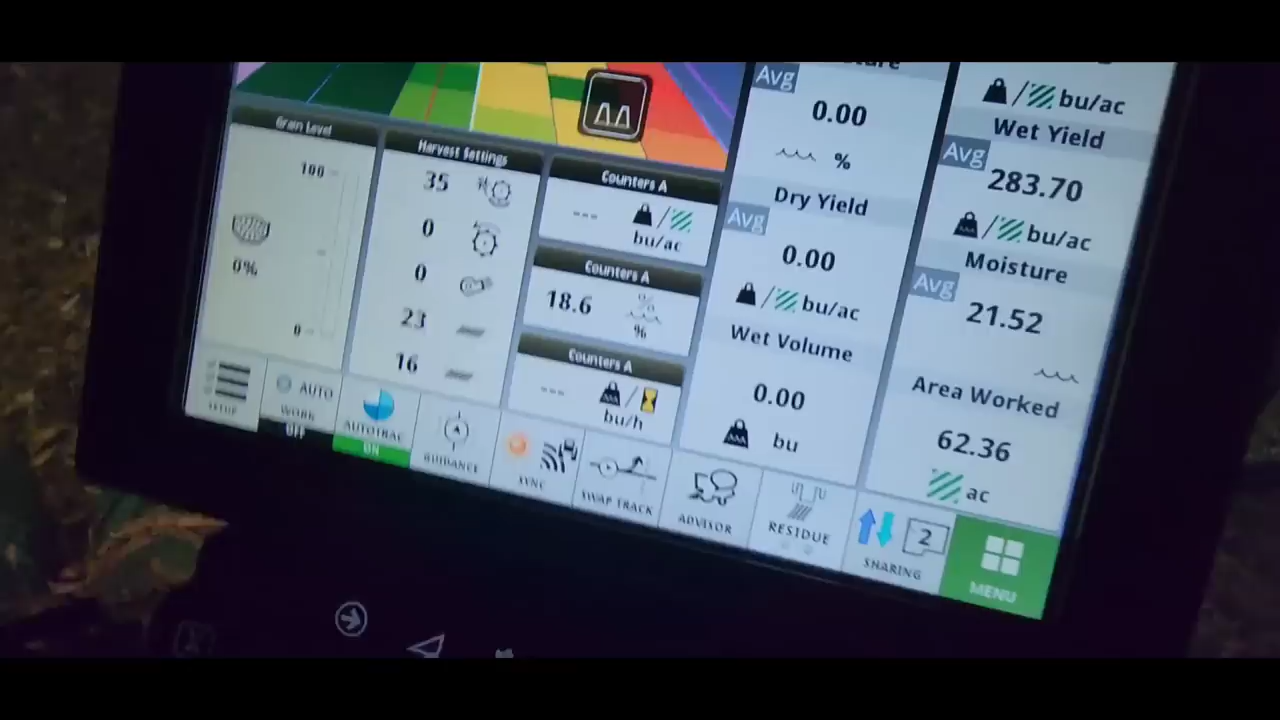 Grain Level
100
0%
0
Harvest Settings
35
0
0
23
16
Counters A
---
bu/ac
Counters A
18.6
%
%
Counters A
---
bu/h
Avg
0.00
%
Dry Yield
Avg
0.00
bu/ac
Wet Volume
0.00
bu
bu/ac
Wet Yield
Avg
283.70
bu/ac
Moisture
Avg
21.52
Area Worked
62.36
ac
SETUP
AUTO
WORK
OFF
AUTOTRAC
ON
GUIDANCE
SYNC
SWAP TRACK
ADVISOR
RESIDUE
2
SHARING
MENU